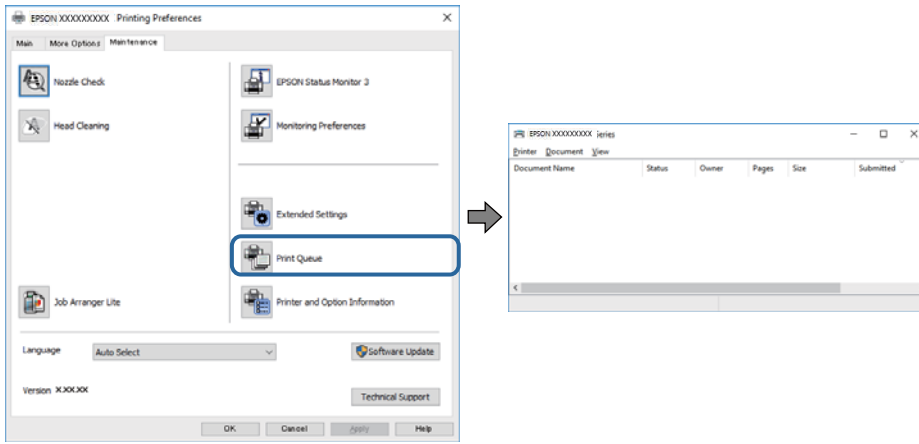 EPSON XXXXXXXXX Printing Preferences
Main More Options Maintenance
Nozzle Check
EPSON Status Monitor 3
Head Cleaning
Monitoring Preferences
Extended Settings
Print Queue
Job Arranger Lite
Printer and Option Information
Language Auto Select
Software Update
Version X.XX.XX
Technical Support
OK Cancel Apply Help
EPSON XXXXXXXXX ieries
Printer Document View
Document Name Status Owner Pages Size Submitted